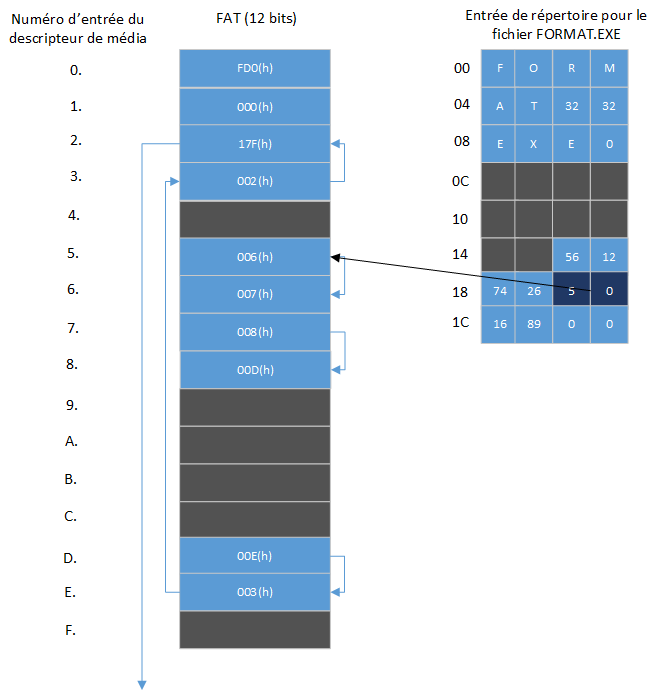 Numéro d’entrée du
descripteur de média
FAT (12 bits)
0. FD0(h)
1. 000(h)
2. 17F(h)
3. 002(h)
4.
5. 006(h)
6. 007(h)
7. 008(h)
8. 00D(h)
9.
A.
B.
C.
D. 00E(h)
E. 003(h)
F.
Entrée de répertoire pour le
fichier FORMAT.EXE
00 F O R M
04 A T 32 32
08 E X E 0
0C
10
14 56 12
18 74 26 5 0
1C 16 89 0 0